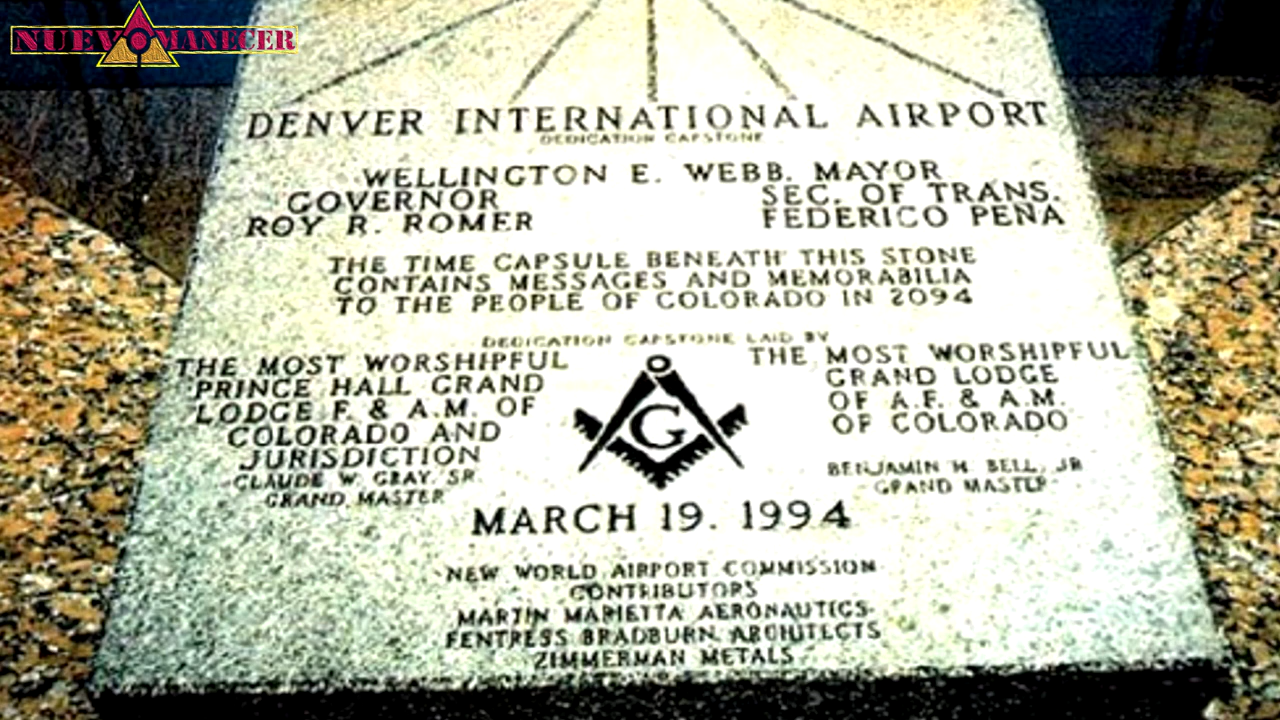 NUEVOMANECER
DENVER INTERNATIONAL AIRPORT
DEDICATION CAPSTONE
WELLINGTON E. WEBB. MAYOR
GOVERNOR SEC. OF TRANS.
ROY R. ROMER FEDERICO PENA
THE TIME CAPSULE BENEATH THIS STONE
CONTAINS MESSAGES AND MEMORABILIA
TO THE PEOPLE OF COLORADO IN 2094
DEDICATION CAPSTONE LAID BY
THE MOST WORSHIPFUL
PRINCE HALL GRAND
LODGE F. & A.M. OF
COLORADO AND
JURISDICTION
CLAUDE W. GRAY, SR.
GRAND MASTER
G
THE MOST WORSHIPFUL
GRAND LODGE
OF A.F. & A.M.
OF COLORADO
BENJAMIN H. BELL, JR
GRAND MASTER
MARCH 19. 1994
NEW WORLD AIRPORT COMMISSION
CONTRIBUTORS
MARTIN MARIETTA AERONAUTICS
FENTRESS BRADBURN ARCHITECTS
ZIMMERMAN METALS